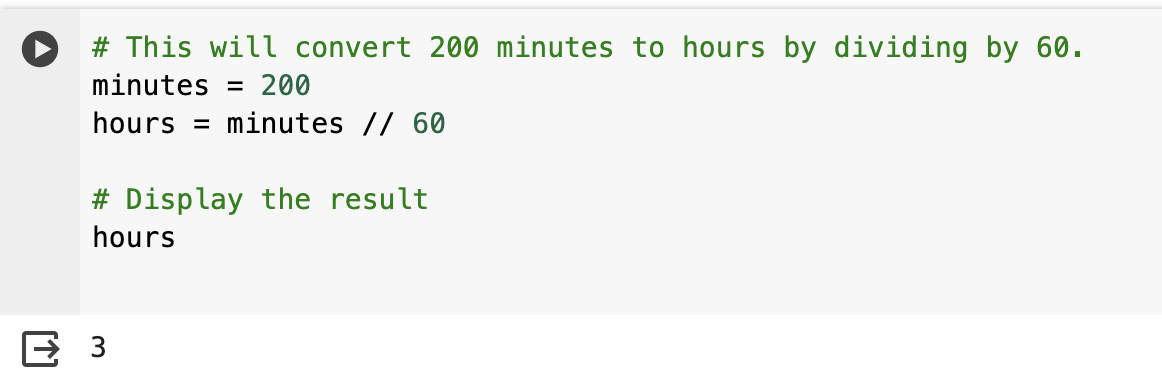 # This will convert 200 minutes to hours by dividing by 60.
minutes = 200
hours = minutes // 60
# Display the result
hours
3